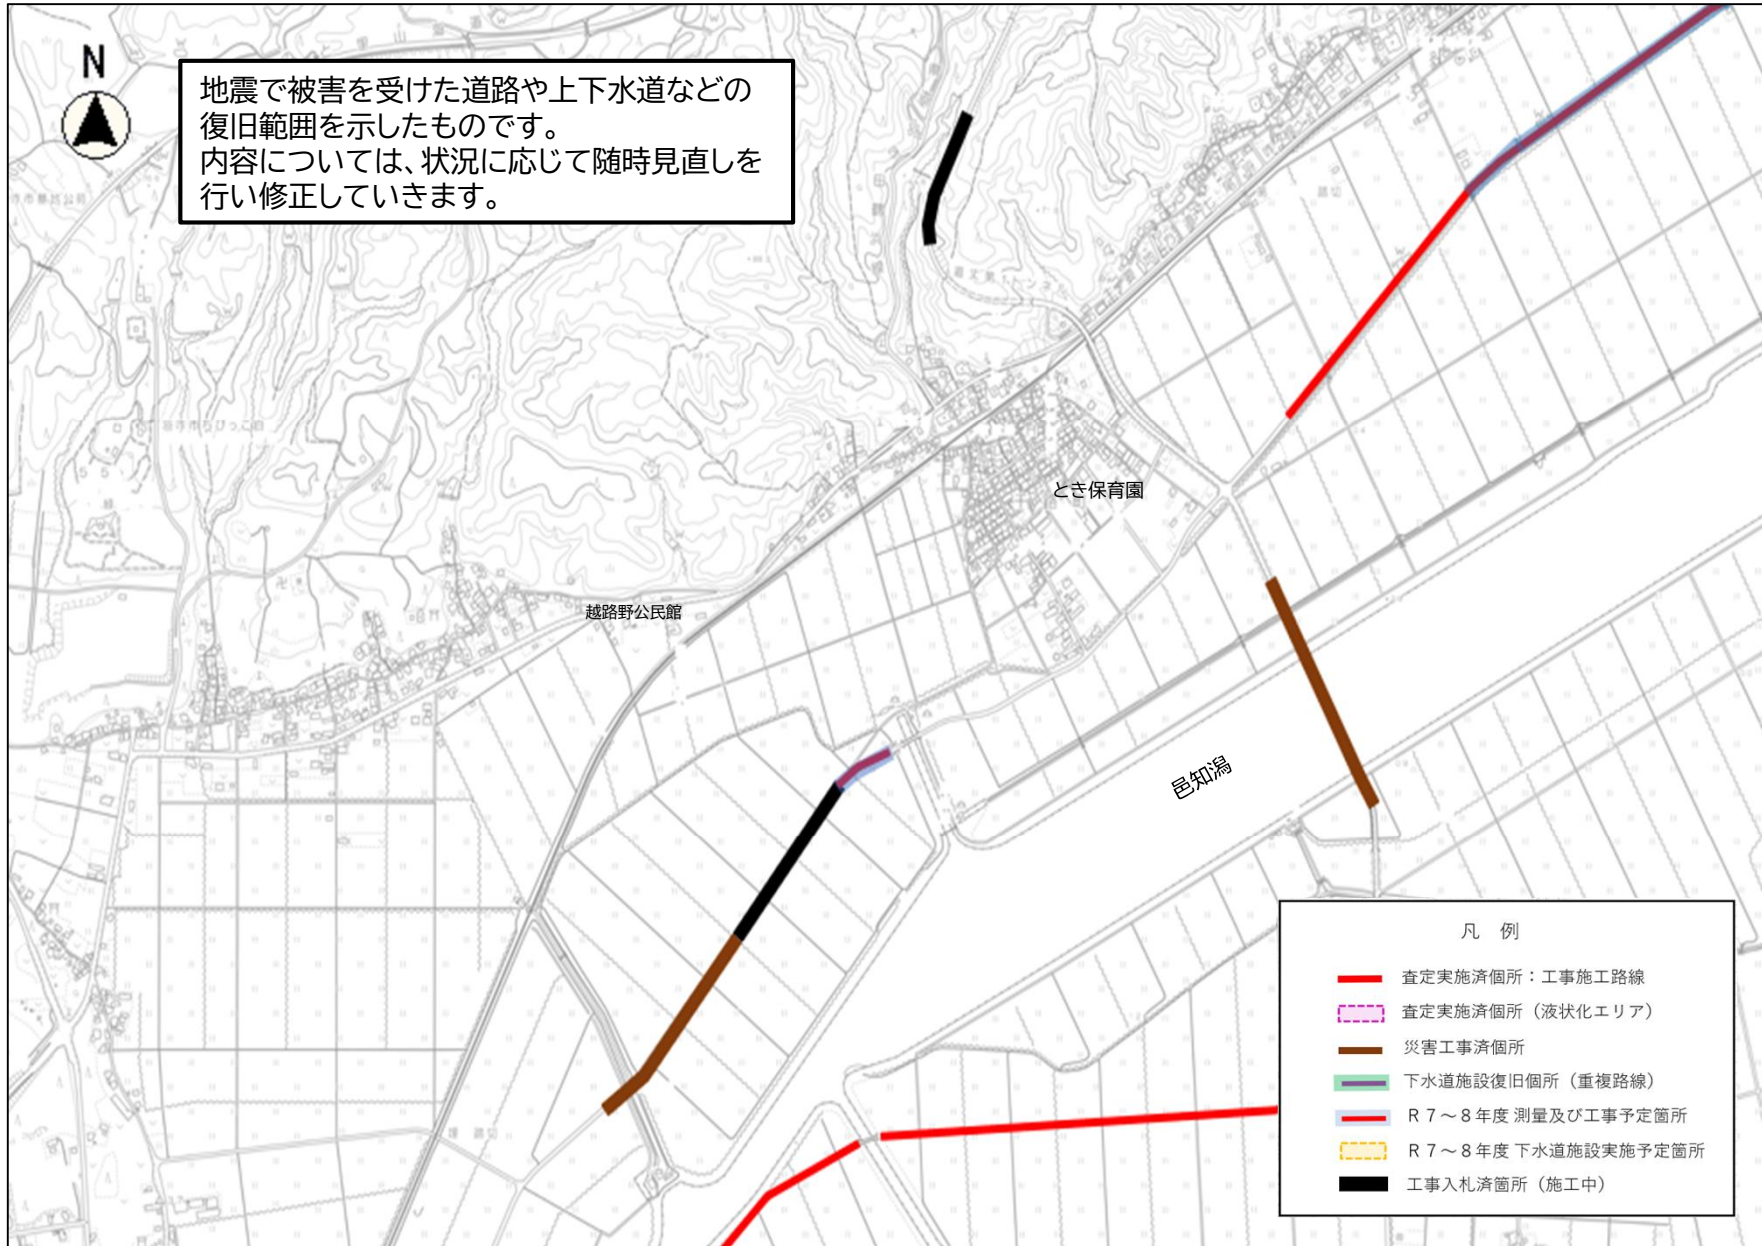 N
地震で被害を受けた道路や上下水道などの
復旧範囲を示したものです。
内容については、状況に応じて随時見直しを
行い修正していきます。
とき保育園
越路野公民館
邑知潟
凡 例
査定実施済個所：工事施工路線
査定実施済個所（液状化エリア）
災害工事済個所
下水道施設復旧個所（重複路線）
R７～８年度 測量及び工事予定箇所
R７～８年度 下水道施設実施予定箇所
工事入札済箇所（施工中）